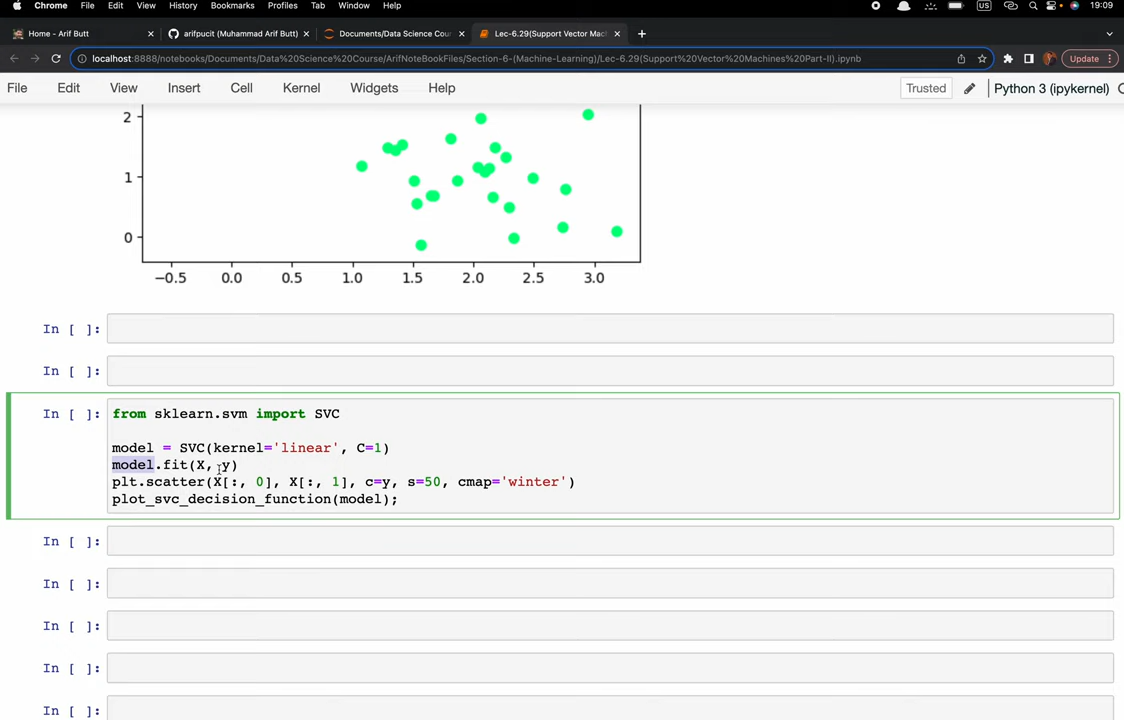 Chrome File Edit View History Bookmarks Profiles Tab Window Help US 19:09
Home - Arif Butt arifpucit (Muhammad Arif Butt) Documents/Data Science Cou Lec-6.29(Support Vector Mac
localhost:8888/notebooks/Documents/Data%20Science%20Course/ArifNoteBookFiles/Section-6-(Machine-Learning)/Lec-6.29(Support%20Vector%20Machines%20Part-II).ipynb Update
File Edit View Insert Cell Kernel Widgets Help Trusted Python 3 (ipykernel)
2
1
0
−0.5 0.0 0.5 1.0 1.5 2.0 2.5 3.0
In [ ]:
In [ ]:
In [ ]: from sklearn.svm import SVC
model = SVC(kernel='linear', C=1)
model.fit(X, y)
plt.scatter(X[:, 0], X[:, 1], c=y, s=50, cmap='winter')
plot_svc_decision_function(model);
In [ ]:
In [ ]:
In [ ]:
In [ ]:
In [ ]: